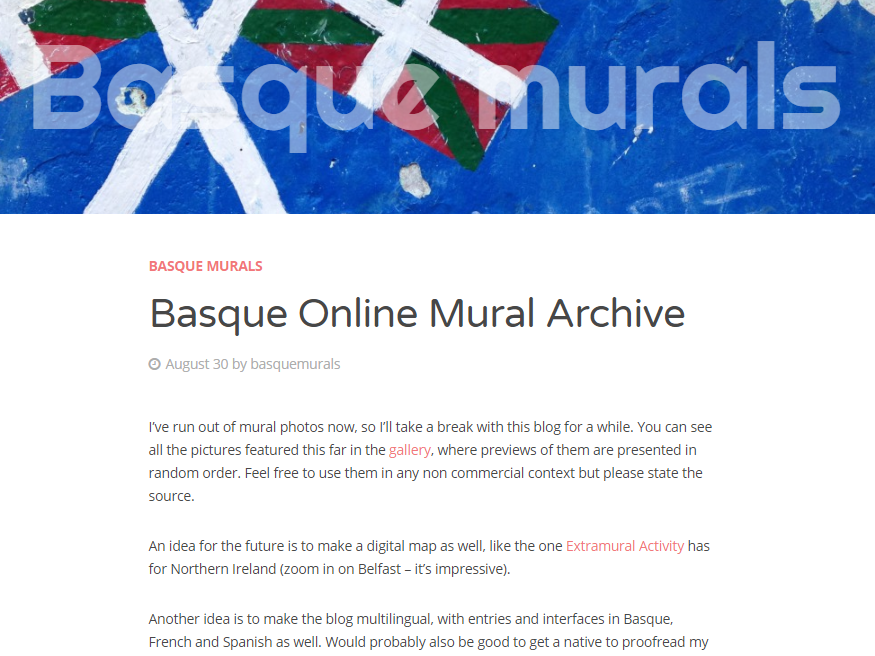 Basque murals
BASQUE MURALS
Basque Online Mural Archive
August 30 by basquemurals
I've run out of mural photos now, so I'll take a break with this blog for a while. You can see
all the pictures featured this far in the gallery, where previews of them are presented in
random order. Feel free to use them in any non commercial context but please state the
source.
An idea for the future is to make a digital map as well, like the one Extramural Activity has
for Northern Ireland (zoom in on Belfast – it's impressive).
Another idea is to make the blog multilingual, with entries and interfaces in Basque,
French and Spanish as well. Would probably also be good to get a native to proofread my